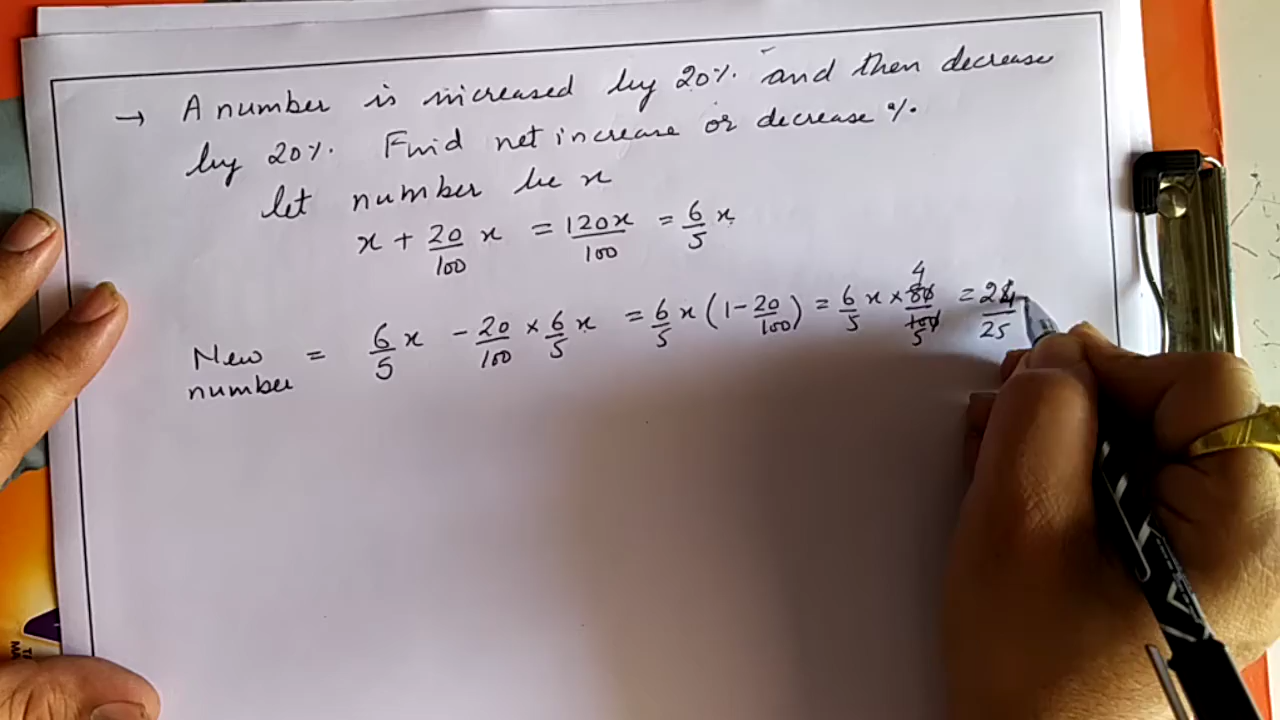 → A number is increased by 20% and then decrease
by 20%. Find net increase or decrease %.
let number be x
x + 20/100 x = 120x/100 = 6/5 x
New number = 6/5 x - 20/100 × 6/5 x = 6/5 x (1 - 20/100) = 6/5 x × 80/100 4/5 = 24/25